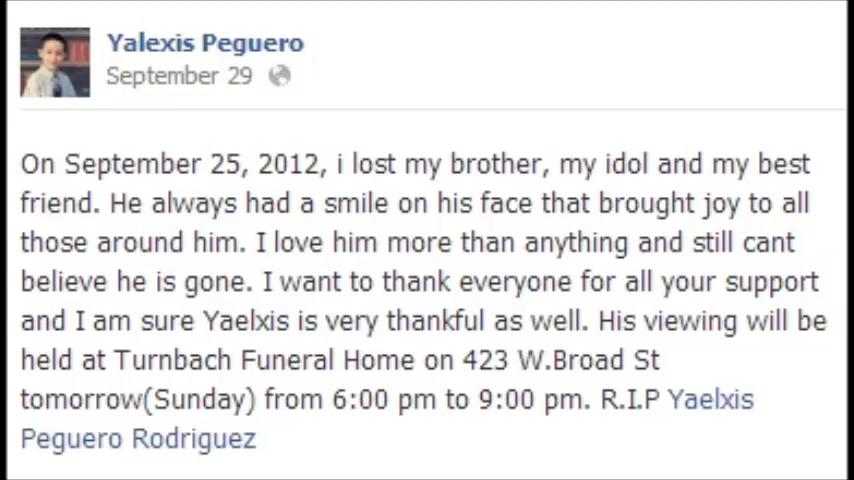 Yalexis Peguero
September 29
On September 25, 2012, i lost my brother, my idol and my best
friend. He always had a smile on his face that brought joy to all
those around him. I love him more than anything and still cant
believe he is gone. I want to thank everyone for all your support
and I am sure Yaelxis is very thankful as well. His viewing will be
held at Turnbach Funeral Home on 423 W.Broad St
tomorrow(Sunday) from 6:00 pm to 9:00 pm. R.I.P Yaelxis
Peguero Rodriguez